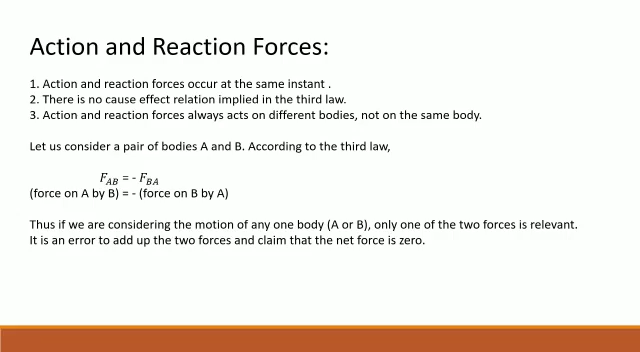 Action and Reaction Forces:
1. Action and reaction forces occur at the same instant .
2. There is no cause effect relation implied in the third law.
3. Action and reaction forces always acts on different bodies, not on the same body.
Let us consider a pair of bodies A and B. According to the third law,
F_AB = - F_BA
(force on A by B) = - (force on B by A)
Thus if we are considering the motion of any one body (A or B), only one of the two forces is relevant.
It is an error to add up the two forces and claim that the net force is zero.